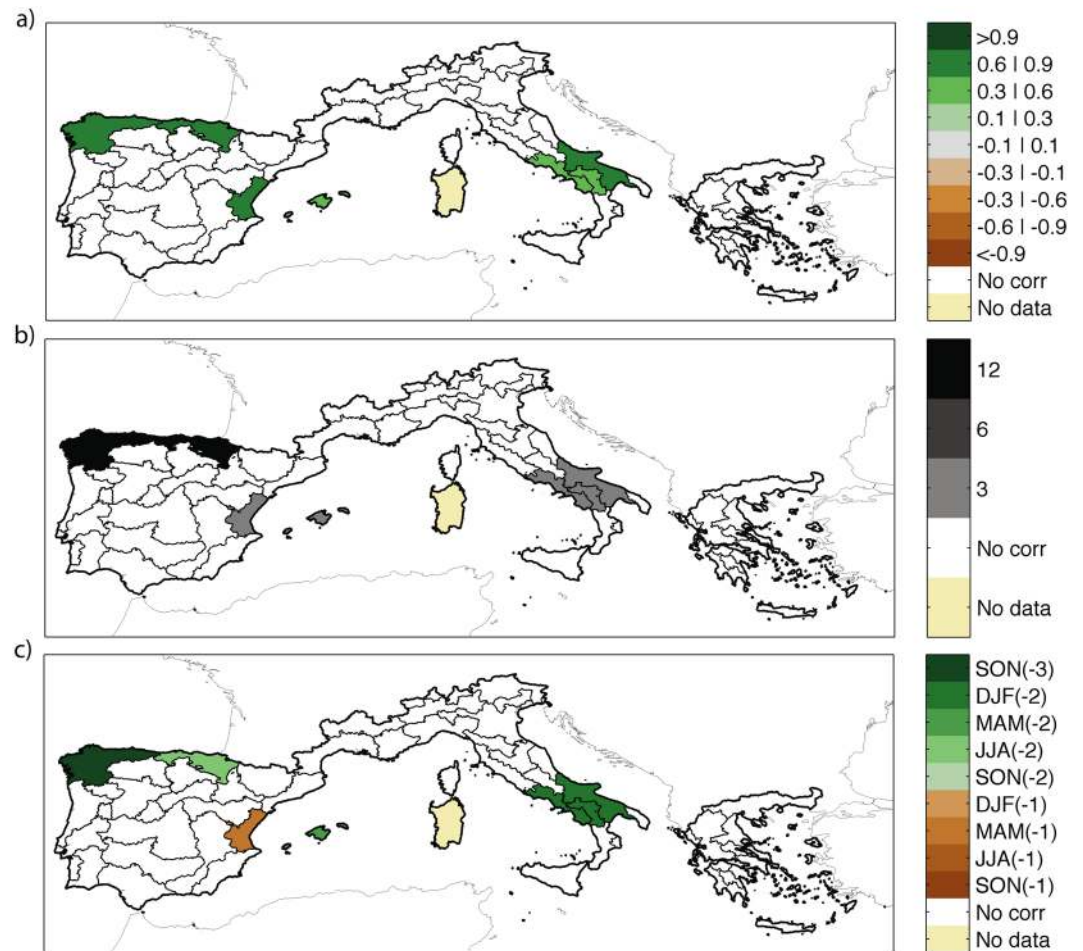 a)
>0.9
0.6 | 0.9
0.3 | 0.6
0.1 | 0.3
-0.1 | 0.1
-0.3 | -0.1
-0.3 | -0.6
-0.6 | -0.9
<-0.9
No corr
No data
b)
12
6
3
No corr
No data
c)
SON(-3)
DJF(-2)
MAM(-2)
JJA(-2)
SON(-2)
DJF(-1)
MAM(-1)
JJA(-1)
SON(-1)
No corr
No data